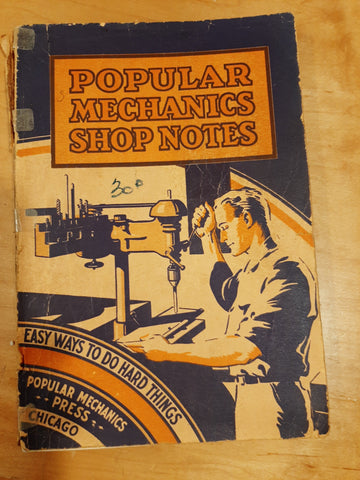 POPULAR
MECHANICS
SHOP NOTES
30¢
EASY WAYS TO DO HARD THINGS
POPULAR MECHANICS
-- PRESS --
CHICAGO